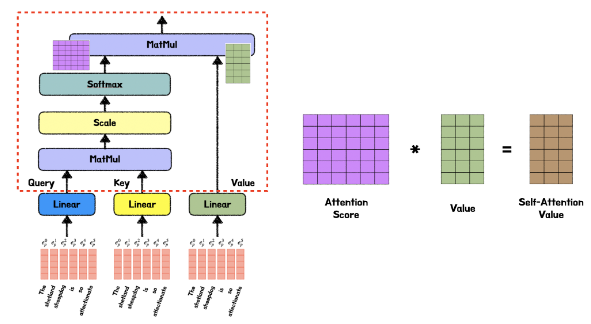 MatMul
Softmax
Scale
MatMul
Query
Key
Value
Linear
Linear
Linear
The
shetland
sheepdog
is
so
affectionate
The
shetland
sheepdog
is
so
affectionate
The
shetland
sheepdog
is
so
affectionate
*
=
Attention
Score
Value
Self-Attention
Value